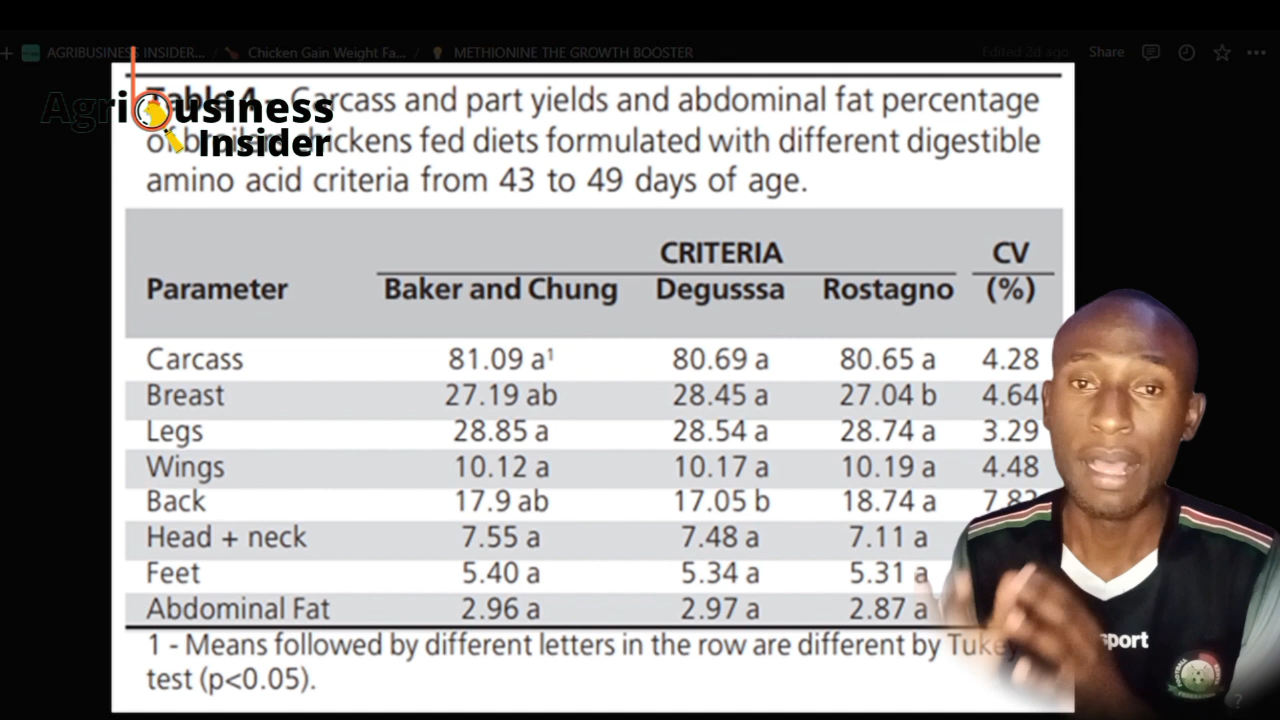 AGRIBUSINESS INSIDER... / Chicken Gain Weight Fa... / METHIONINE THE GROWTH BOOSTER Edited 2d ago Share
AgriBusiness
Insider
Carcass and part yields and abdominal fat percentage
chickens fed diets formulated with different digestible
amino acid criteria from 43 to 49 days of age.
CRITERIA CV
Parameter Baker and Chung Degusssa Rostagno (%)
Carcass 81.09 a¹ 80.69 a 80.65 a 4.28
Breast 27.19 ab 28.45 a 27.04 b 4.64
Legs 28.85 a 28.54 a 28.74 a 3.29
Wings 10.12 a 10.17 a 10.19 a 4.48
Back 17.9 ab 17.05 b 18.74 a
Head + neck 7.55 a 7.48 a 7.11 a
Feet 5.40 a 5.34 a 5.31 a
Abdominal Fat 2.96 a 2.97 a 2.87 a
1 - Means followed by different letters in the row are different by
test (p<0.05).
sport